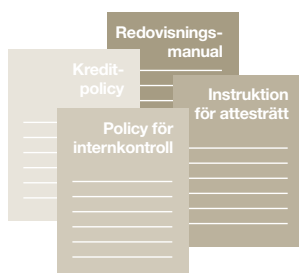 Redovisnings-
manual
Kredit-
policy
Instruktion
för attesträtt
Policy för
internkontroll